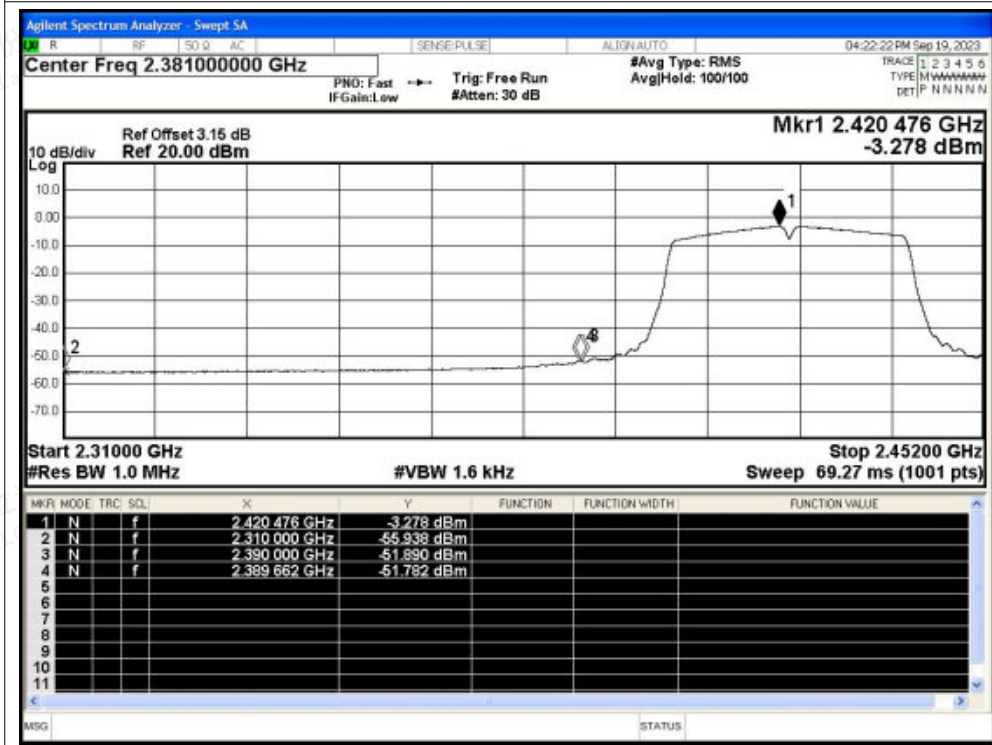 Agilent Spectrum Analyzer - Swept SA
LXI R RF 50 Ω AC SENSE:PULSE ALIGN AUTO 04:22:22 PM Sep 19, 2023
Center Freq 2.381000000 GHz
PNO: Fast
IFGain:Low
Trig: Free Run
#Atten: 30 dB
#Avg Type: RMS
Avg|Hold: 100/100
TRACE 1 2 3 4 5 6
TYPE M WWWWW
DET P N N N N N
Mkr1 2.420 476 GHz
-3.278 dBm
Ref Offset 3.15 dB
10 dB/div Ref 20.00 dBm
Log
10.0
0.00
-10.0
-20.0
-30.0
-40.0
-50.0
-60.0
-70.0
1
2
Start 2.31000 GHz Stop 2.45200 GHz
#Res BW 1.0 MHz #VBW 1.6 kHz Sweep 69.27 ms (1001 pts)
MKR MODE TRC SCL X Y FUNCTION FUNCTION WIDTH FUNCTION VALUE
1 N f 2.420 476 GHz -3.278 dBm
2 N f 2.310 000 GHz -55.938 dBm
3 N f 2.390 000 GHz -51.890 dBm
4 N f 2.389 662 GHz -51.782 dBm
5
6
7
8
9
10
11
MSG STATUS